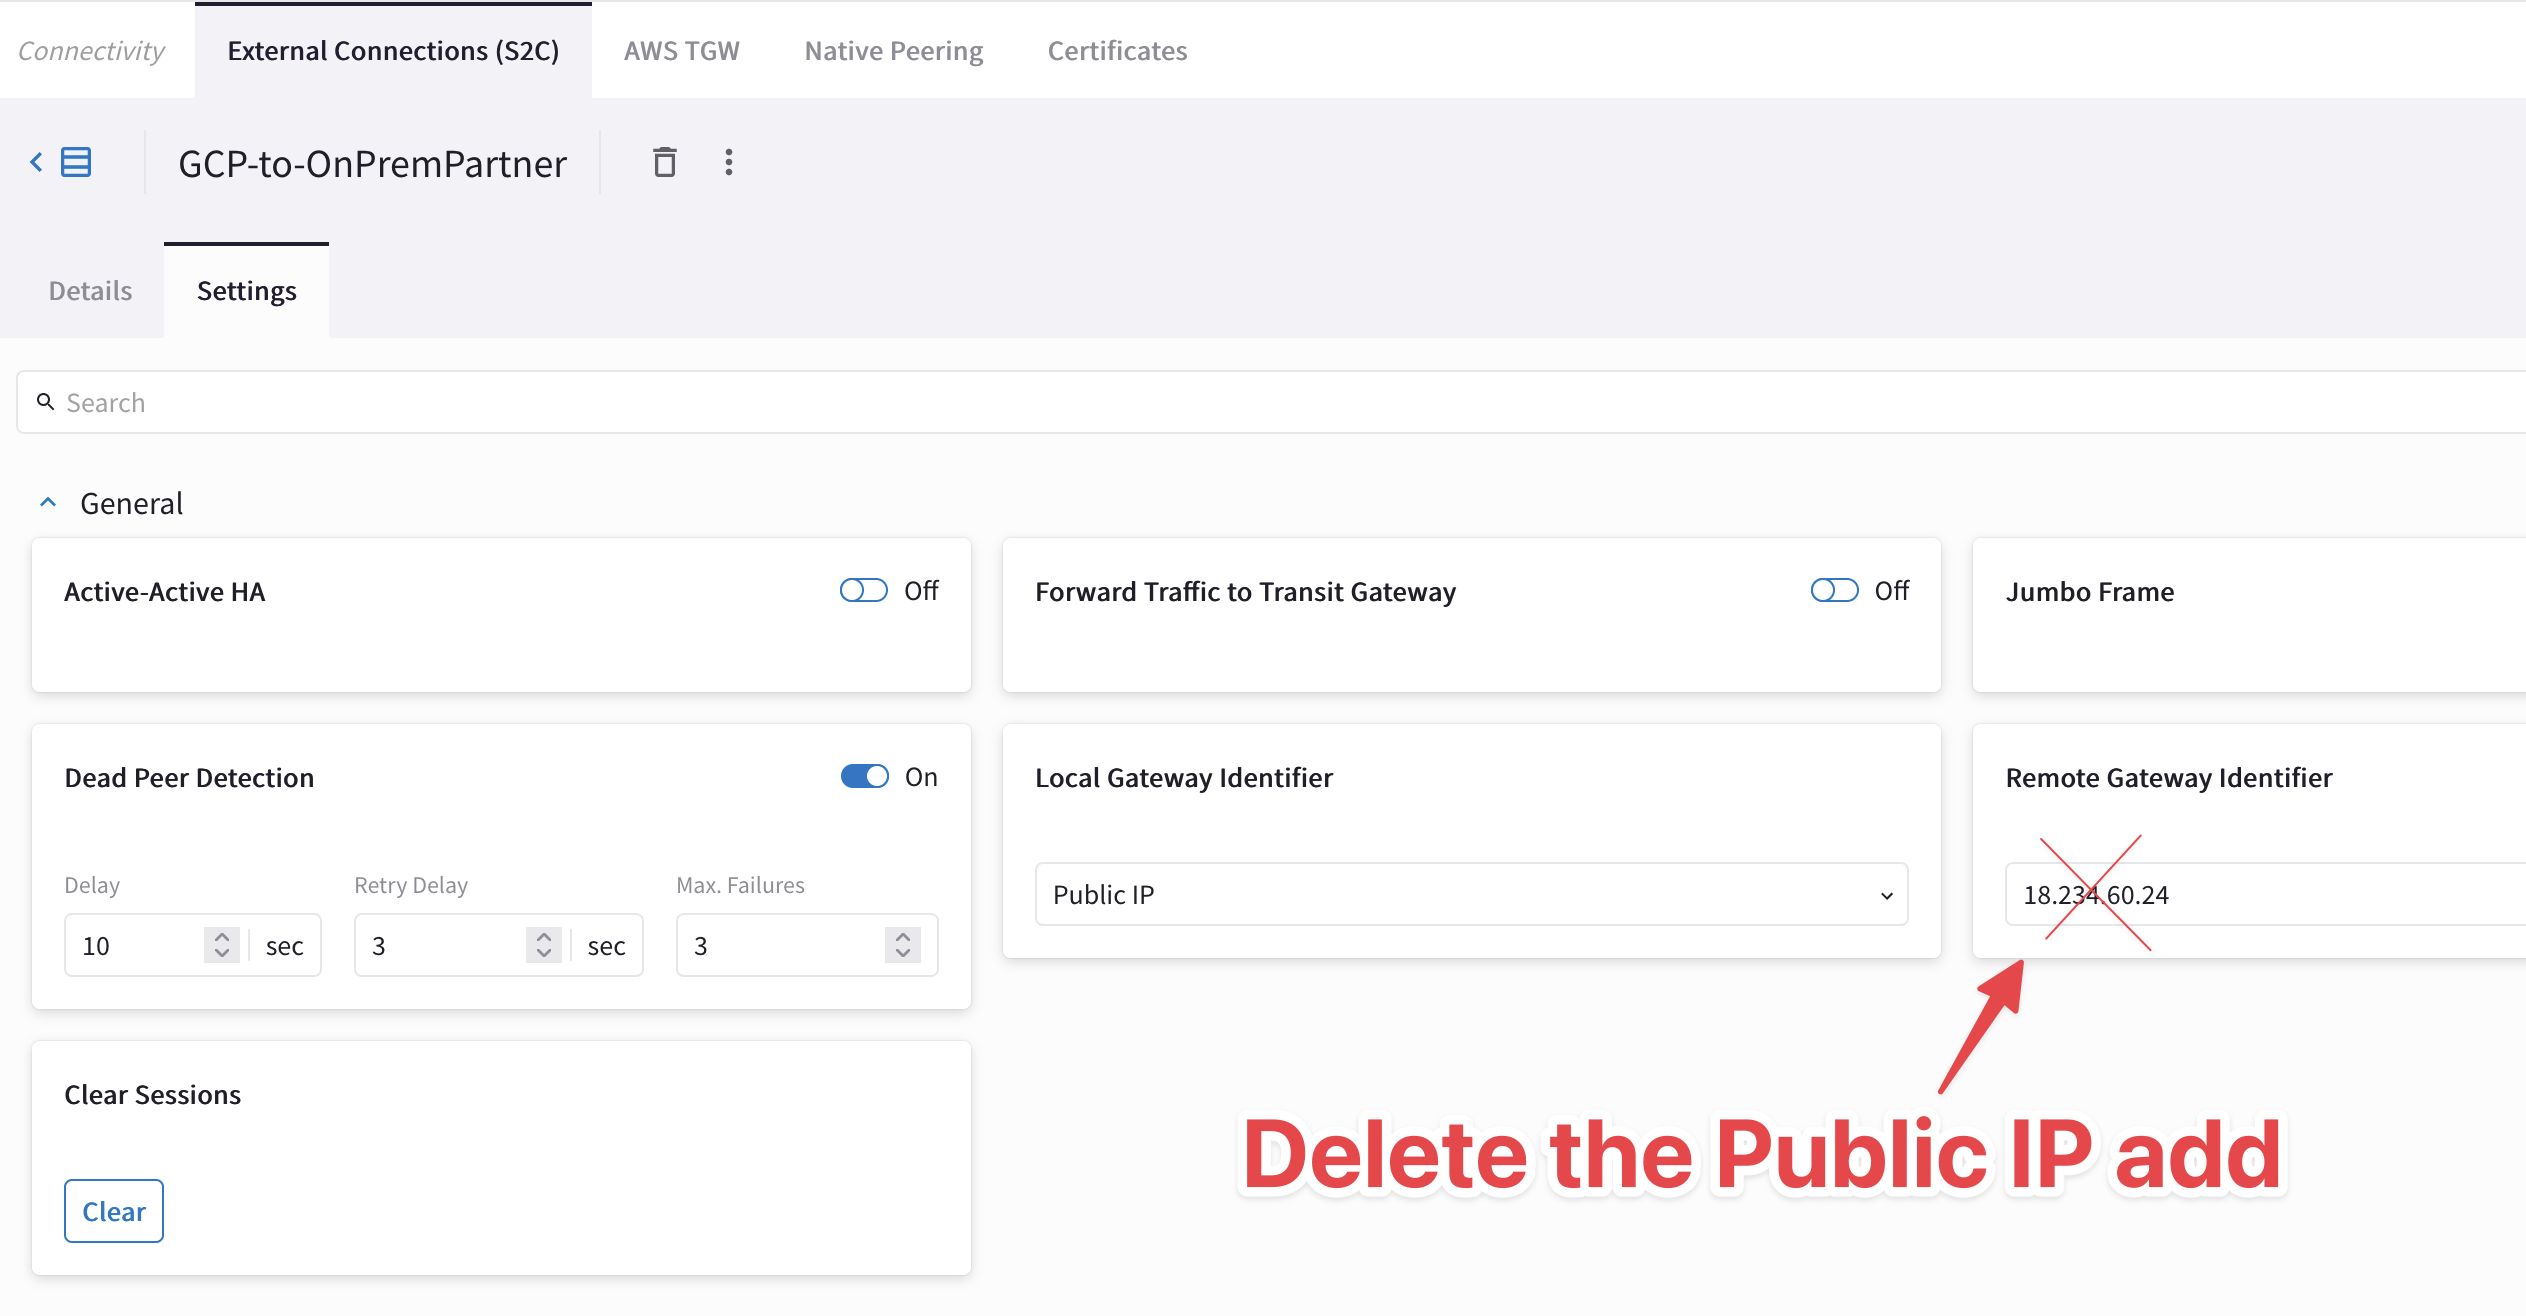 Connectivity
External Connections (S2C)
AWS TGW
Native Peering
Certificates
GCP-to-OnPremPartner
Details
Settings
Search
General
Active-Active HA
Off
Forward Traffic to Transit Gateway
Off
Jumbo Frame
Dead Peer Detection
On
Delay
Retry Delay
Max. Failures
10
sec
3
sec
3
Local Gateway Identifier
Public IP
Remote Gateway Identifier
18.234.60.24
Clear Sessions
Clear
Delete the Public IP add